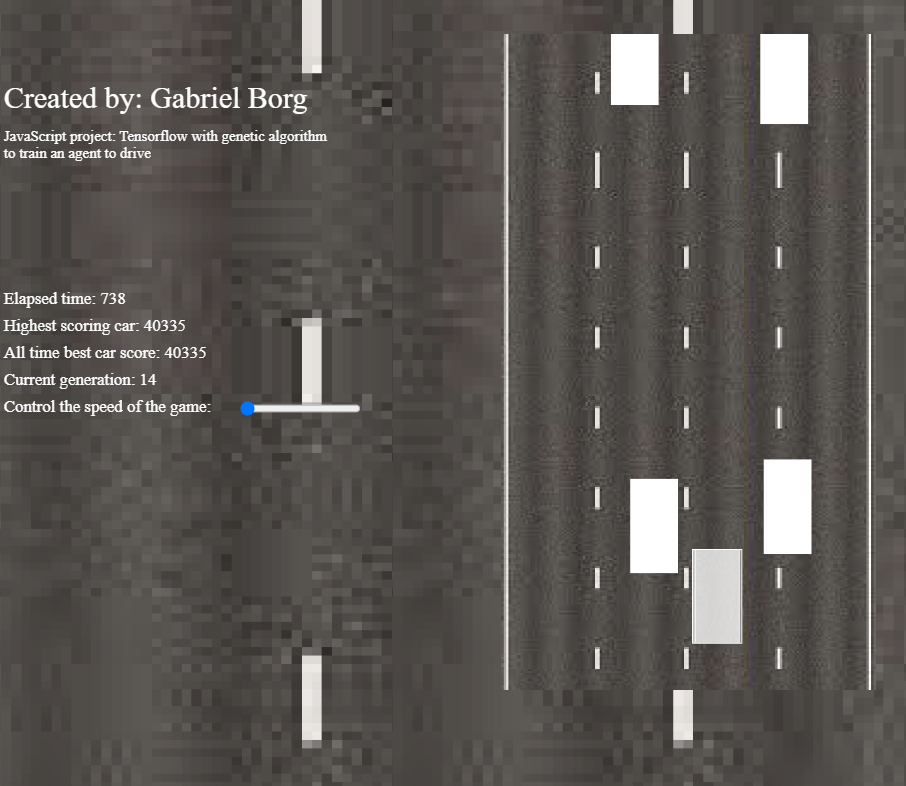 Created by: Gabriel Borg
JavaScript project: Tensorflow with genetic algorithm
to train an agent to drive
Elapsed time: 738
Highest scoring car: 40335
All time best car score: 40335
Current generation: 14
Control the speed of the game: